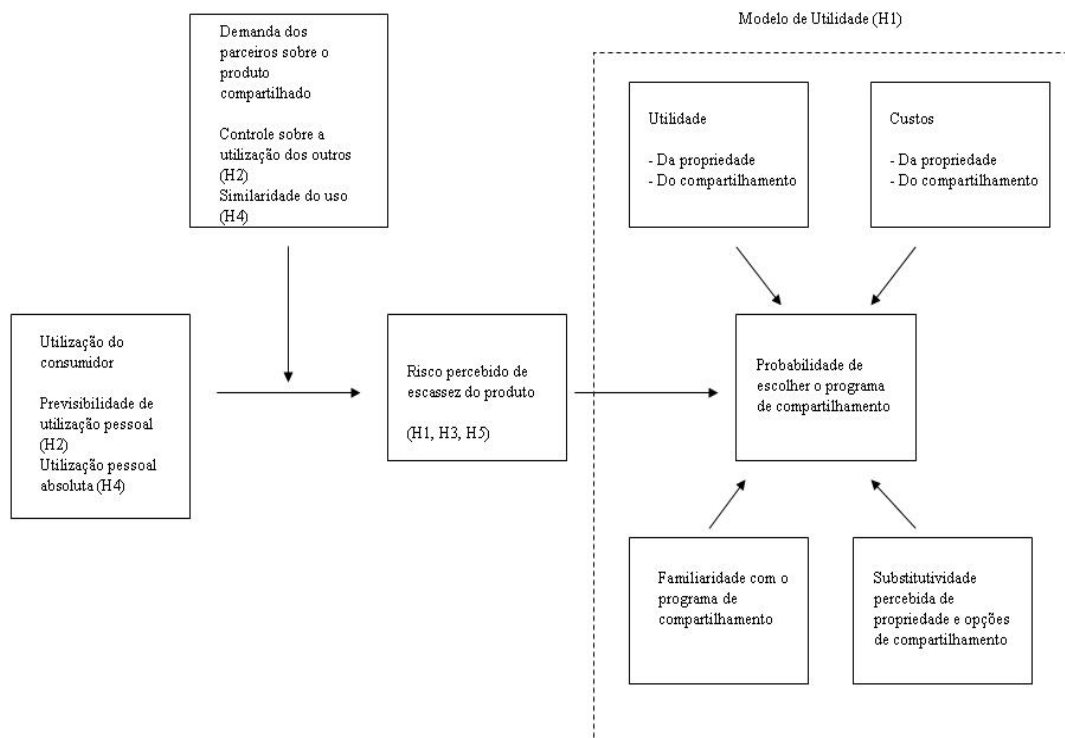 Modelo de Utilidade (H1)
Demanda dos
parceiros sobre o
produto
compartilhado
Controle sobre a
utilização dos outros
(H2)
Similaridade do uso
(H4)
Utilidade
- Da propriedade
- Do compartilhamento
Custos
- Da propriedade
- Do compartilhamento
Utilização do
consumidor
Previsibilidade de
utilização pessoal
(H2)
Utilização pessoal
absoluta (H4)
Risco percebido de
escassez do produto
(H1, H3, H5)
Probabilidade de
escolher o programa
de compartilhamento
Familiaridade com o
programa de
compartilhamento
Substitutividade
percebida de
propriedade e opções
de compartilhamento